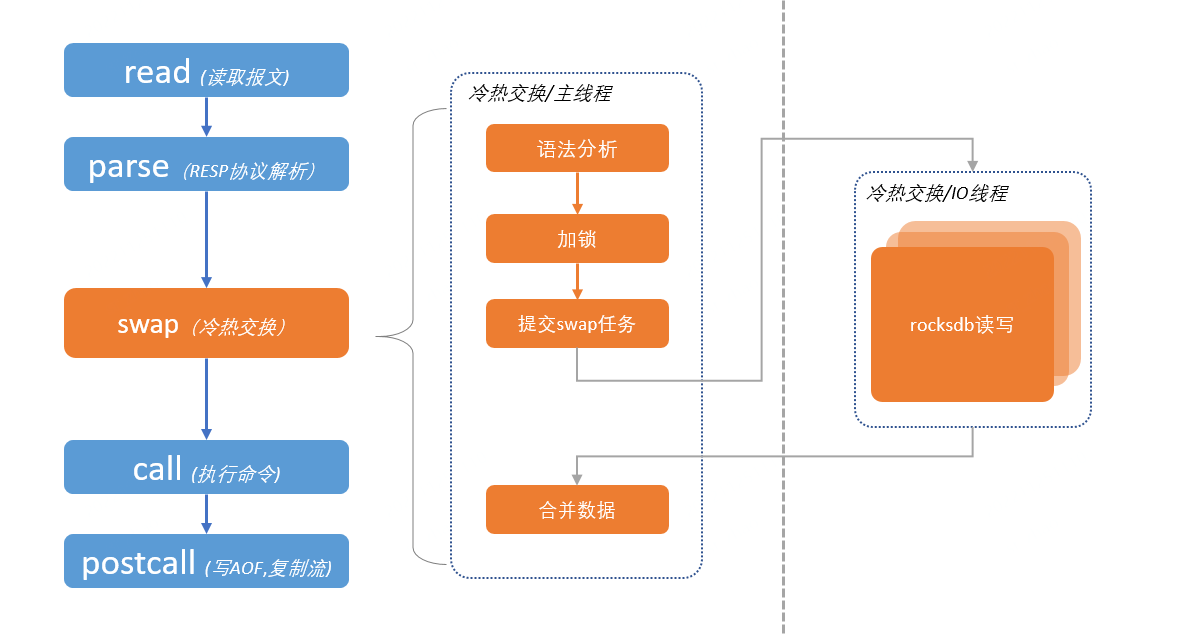 read (读取报文)
parse（RESP协议解析）
swap（冷热交换）
call (执行命令)
postcall (写AOF,复制流)
冷热交换/主线程
语法分析
加锁
提交swap任务
合并数据
冷热交换/IO线程
rocksdb读写